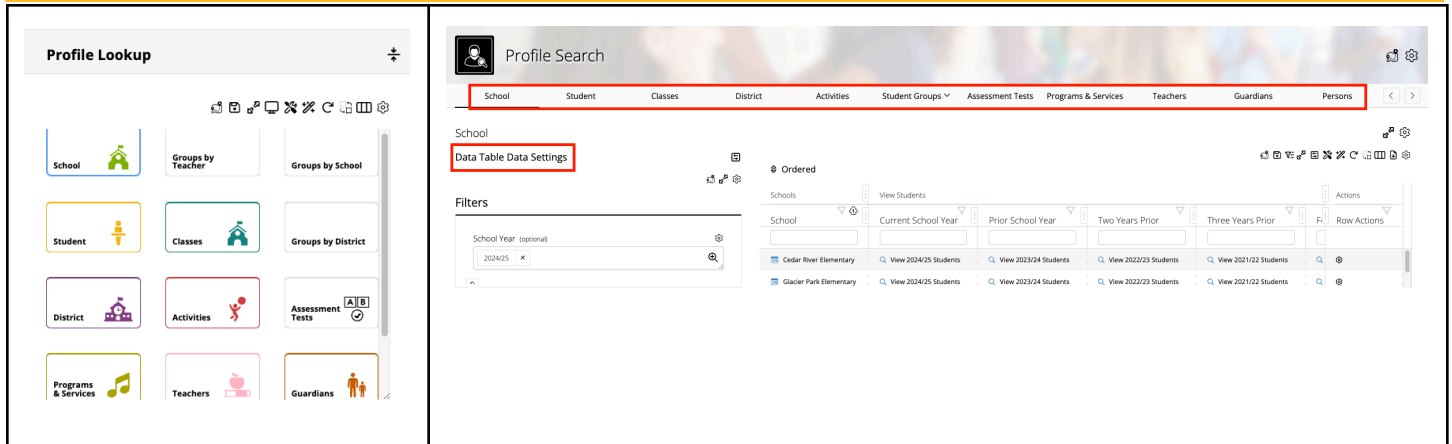 Profile Lookup
School
Groups by
Teacher
Groups by School
Student
Classes
Groups by District
District
Activities
Assessment
Tests
A B
Programs
& Services
Teachers
Guardians
Profile Search
School Student Classes District Activities Student Groups Assessment Tests Programs & Services Teachers Guardians Persons
School
Data Table Data Settings
Filters
School Year (optional)
2024/25 ×
Ordered
Schools View Students Actions
School Current School Year Prior School Year Two Years Prior Three Years Prior Row Actions
Cedar River Elementary View 2024/25 Students View 2023/24 Students View 2022/23 Students View 2021/22 Students
Glacier Park Elementary View 2024/25 Students View 2023/24 Students View 2022/23 Students View 2021/22 Students